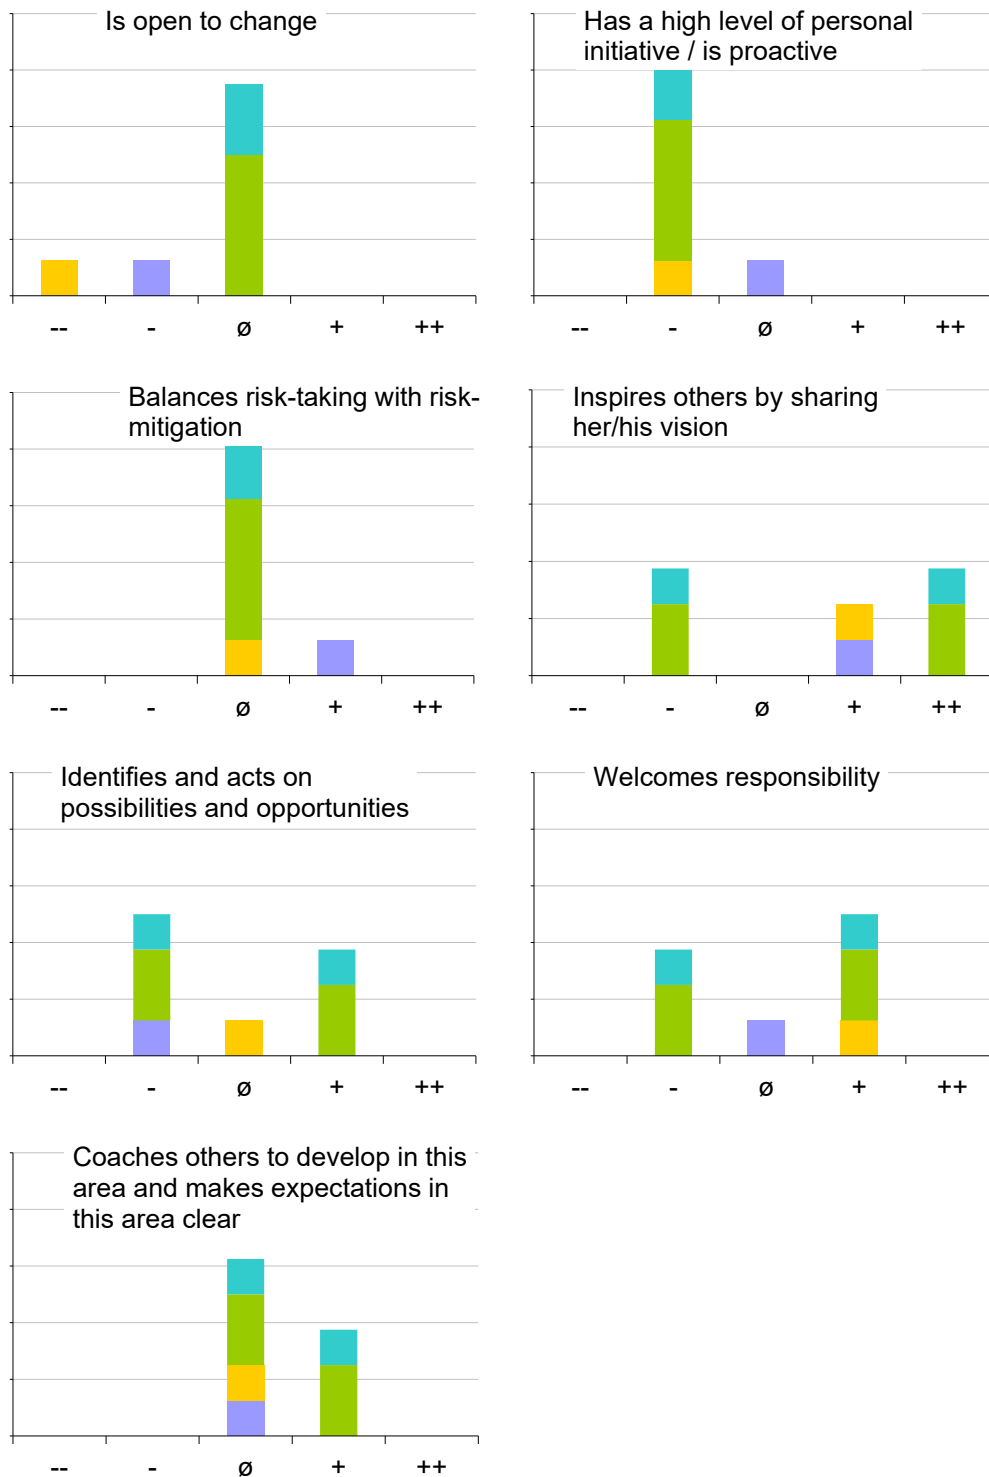 Is open to change
-- - ø + ++
Has a high level of personal
initiative / is proactive
-- - ø + ++
Balances risk-taking with risk-
mitigation
-- - ø + ++
Inspires others by sharing
her/his vision
-- - ø + ++
Identifies and acts on
possibilities and opportunities
-- - ø + ++
Welcomes responsibility
-- - ø + ++
Coaches others to develop in this
area and makes expectations in
this area clear
-- - ø + ++